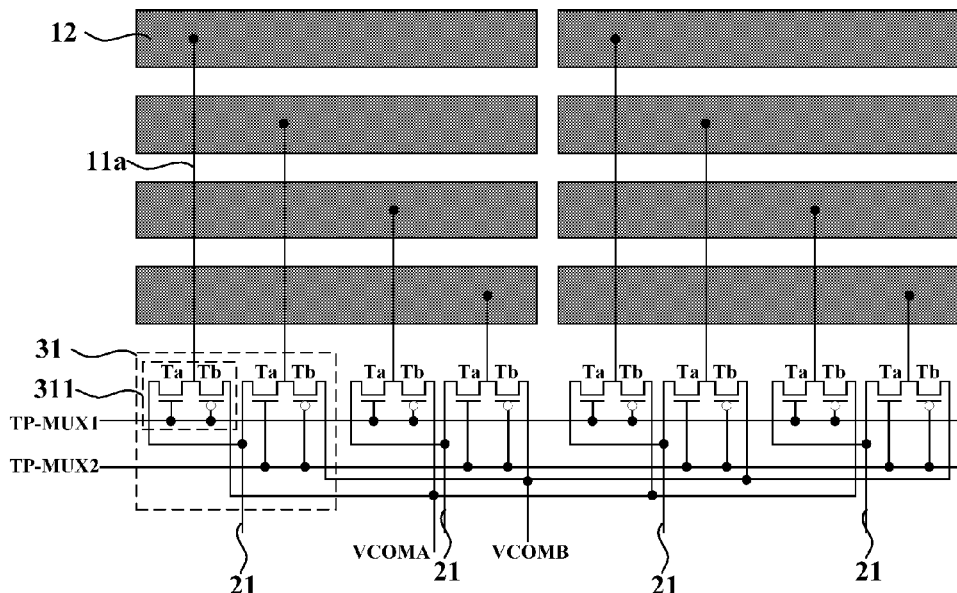 12
11a
31
Ta Tb Ta Tb Ta Tb Ta Tb Ta Tb Ta Tb Ta Tb Ta Tb
311
TP-MUX1
TP-MUX2
VCOMA VCOMB
21 21 21 21